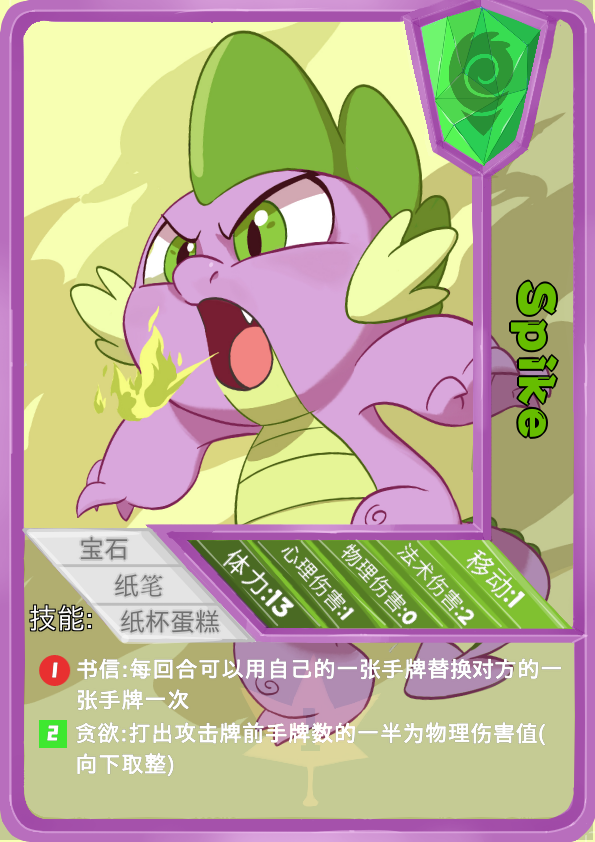 Spike
宝石
纸笔
技能: 纸杯蛋糕
体力:13
心理伤害:1
物理伤害:0
法术伤害:2
移动:1
1 书信:每回合可以用自己的一张手牌替换对方的一
张手牌一次
2 贪欲:打出攻击牌前手牌数的一半为物理伤害值(
向下取整)